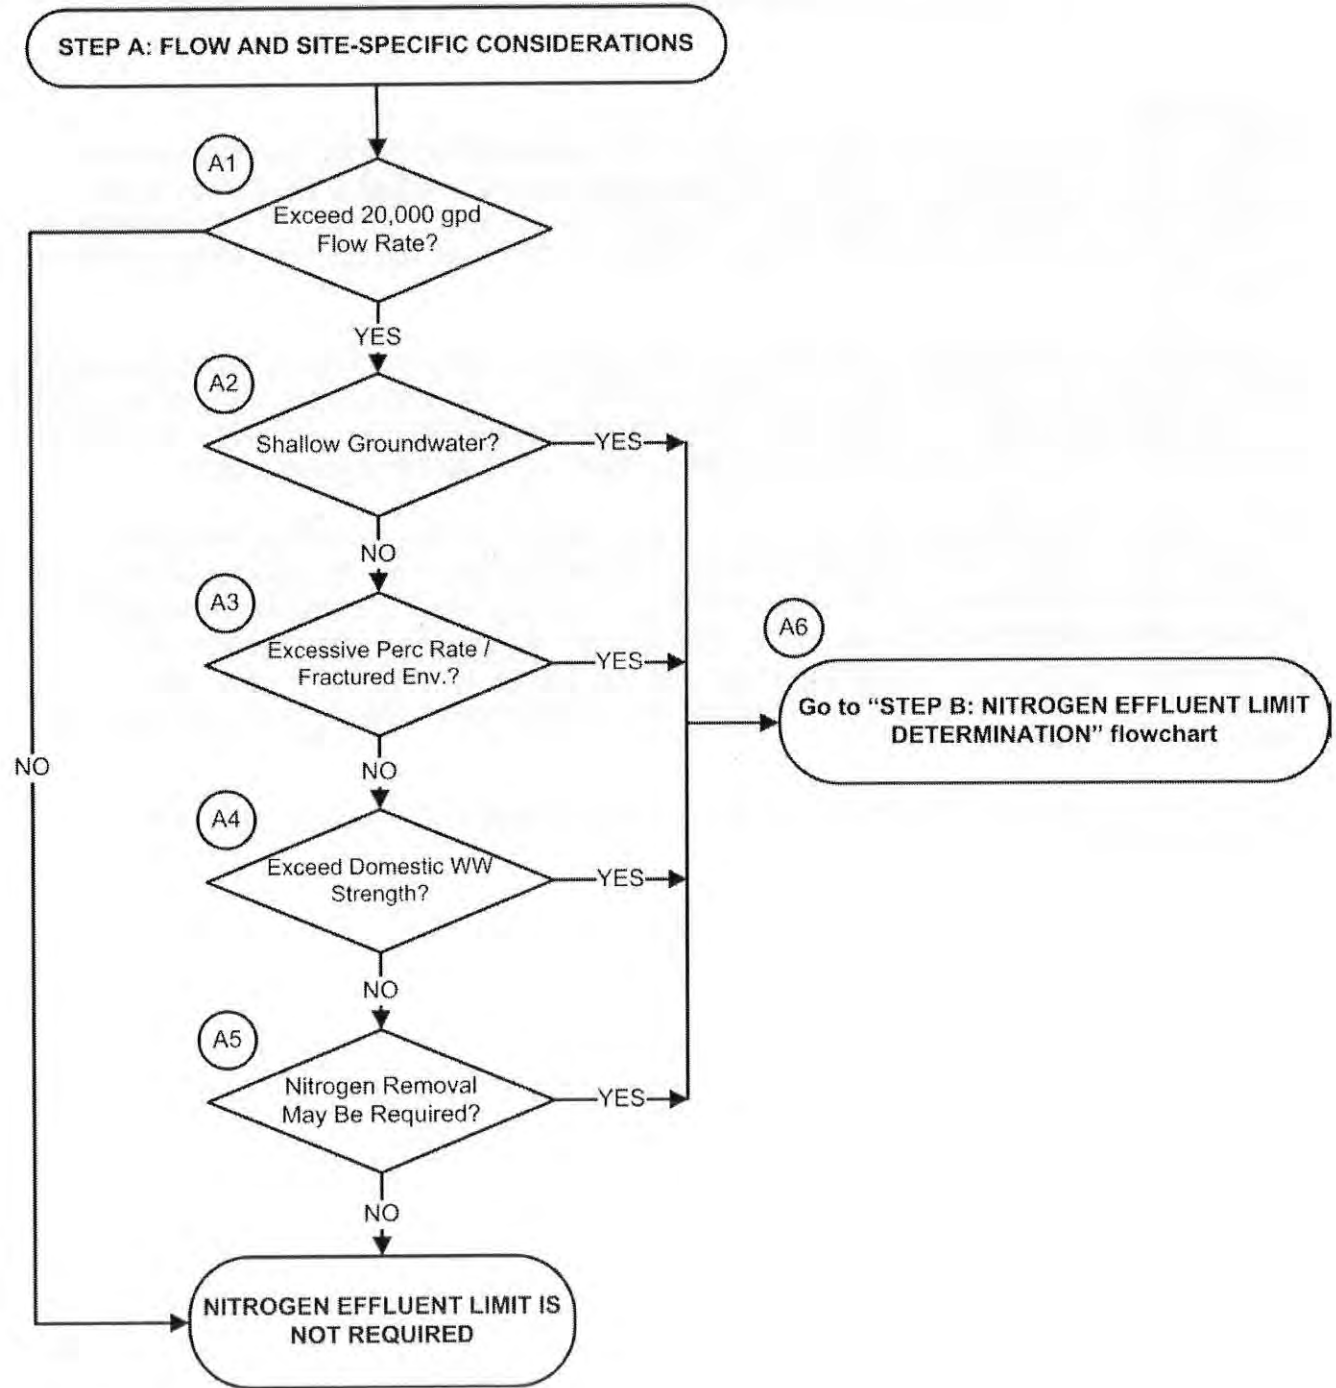 STEP A: FLOW AND SITE-SPECIFIC CONSIDERATIONS
A1
Exceed 20,000 gpd
Flow Rate?
YES
A2
Shallow Groundwater?
YES
NO
A3
Excessive Perc Rate /
Fractured Env.?
YES
A6
Go to “STEP B: NITROGEN EFFLUENT LIMIT
DETERMINATION” flowchart
NO
NO
A4
Exceed Domestic WW
Strength?
YES
NO
A5
Nitrogen Removal
May Be Required?
YES
NO
NITROGEN EFFLUENT LIMIT IS
NOT REQUIRED